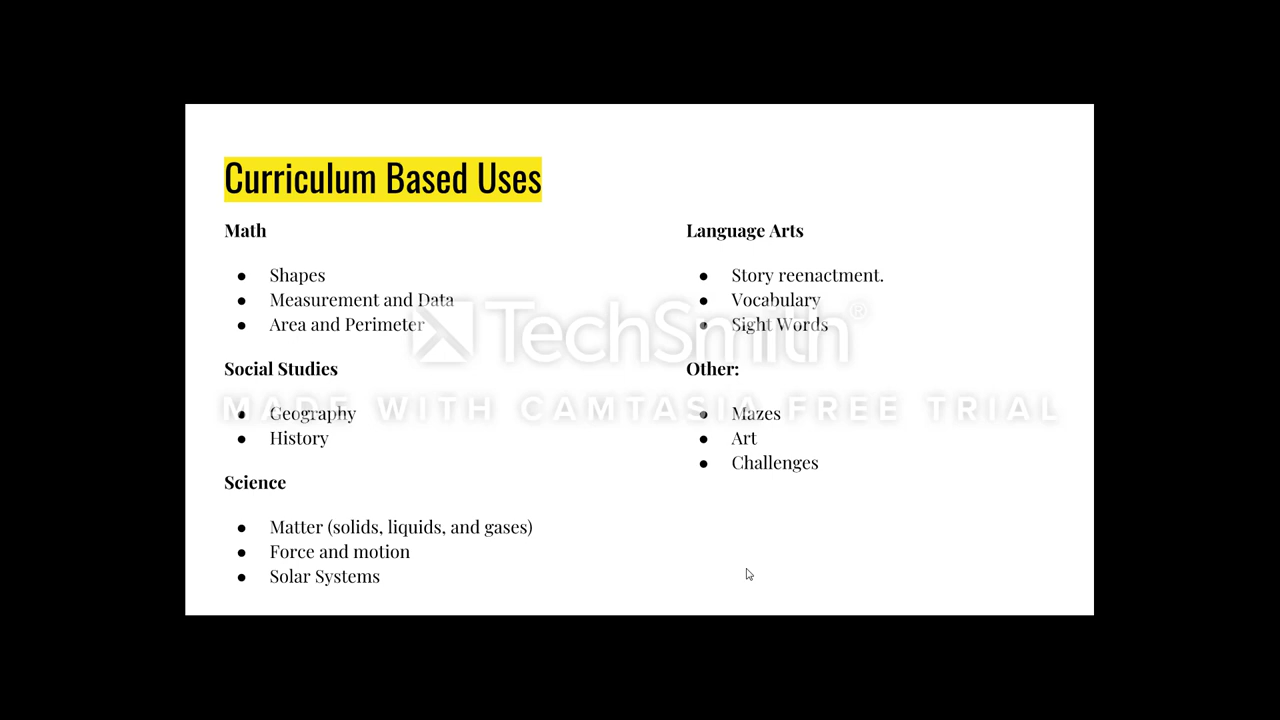 Curriculum Based Uses
Math
● Shapes
● Measurement and Data
● Area and Perimeter
Social Studies
● Geography
● History
Science
● Matter (solids, liquids, and gases)
● Force and motion
● Solar Systems
Language Arts
● Story reenactment.
● Vocabulary
● Sight Words
Other:
● Mazes
● Art
● Challenges
TechSmith®
MADE WITH CAMTASIA FREE TRIAL